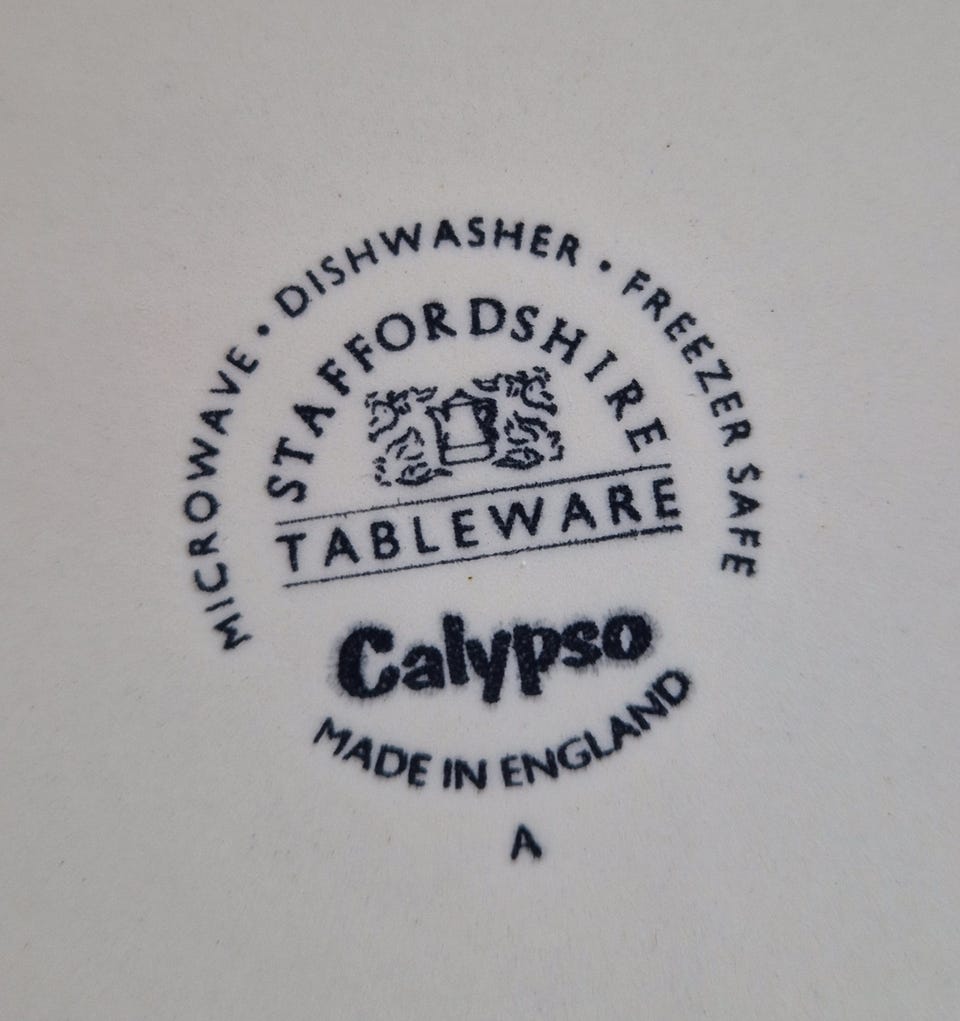 MICROWAVE • DISHWASHER • FREEZER SAFE
STAFFORDSHIRE
TABLEWARE
Calypso
MADE IN ENGLAND
A